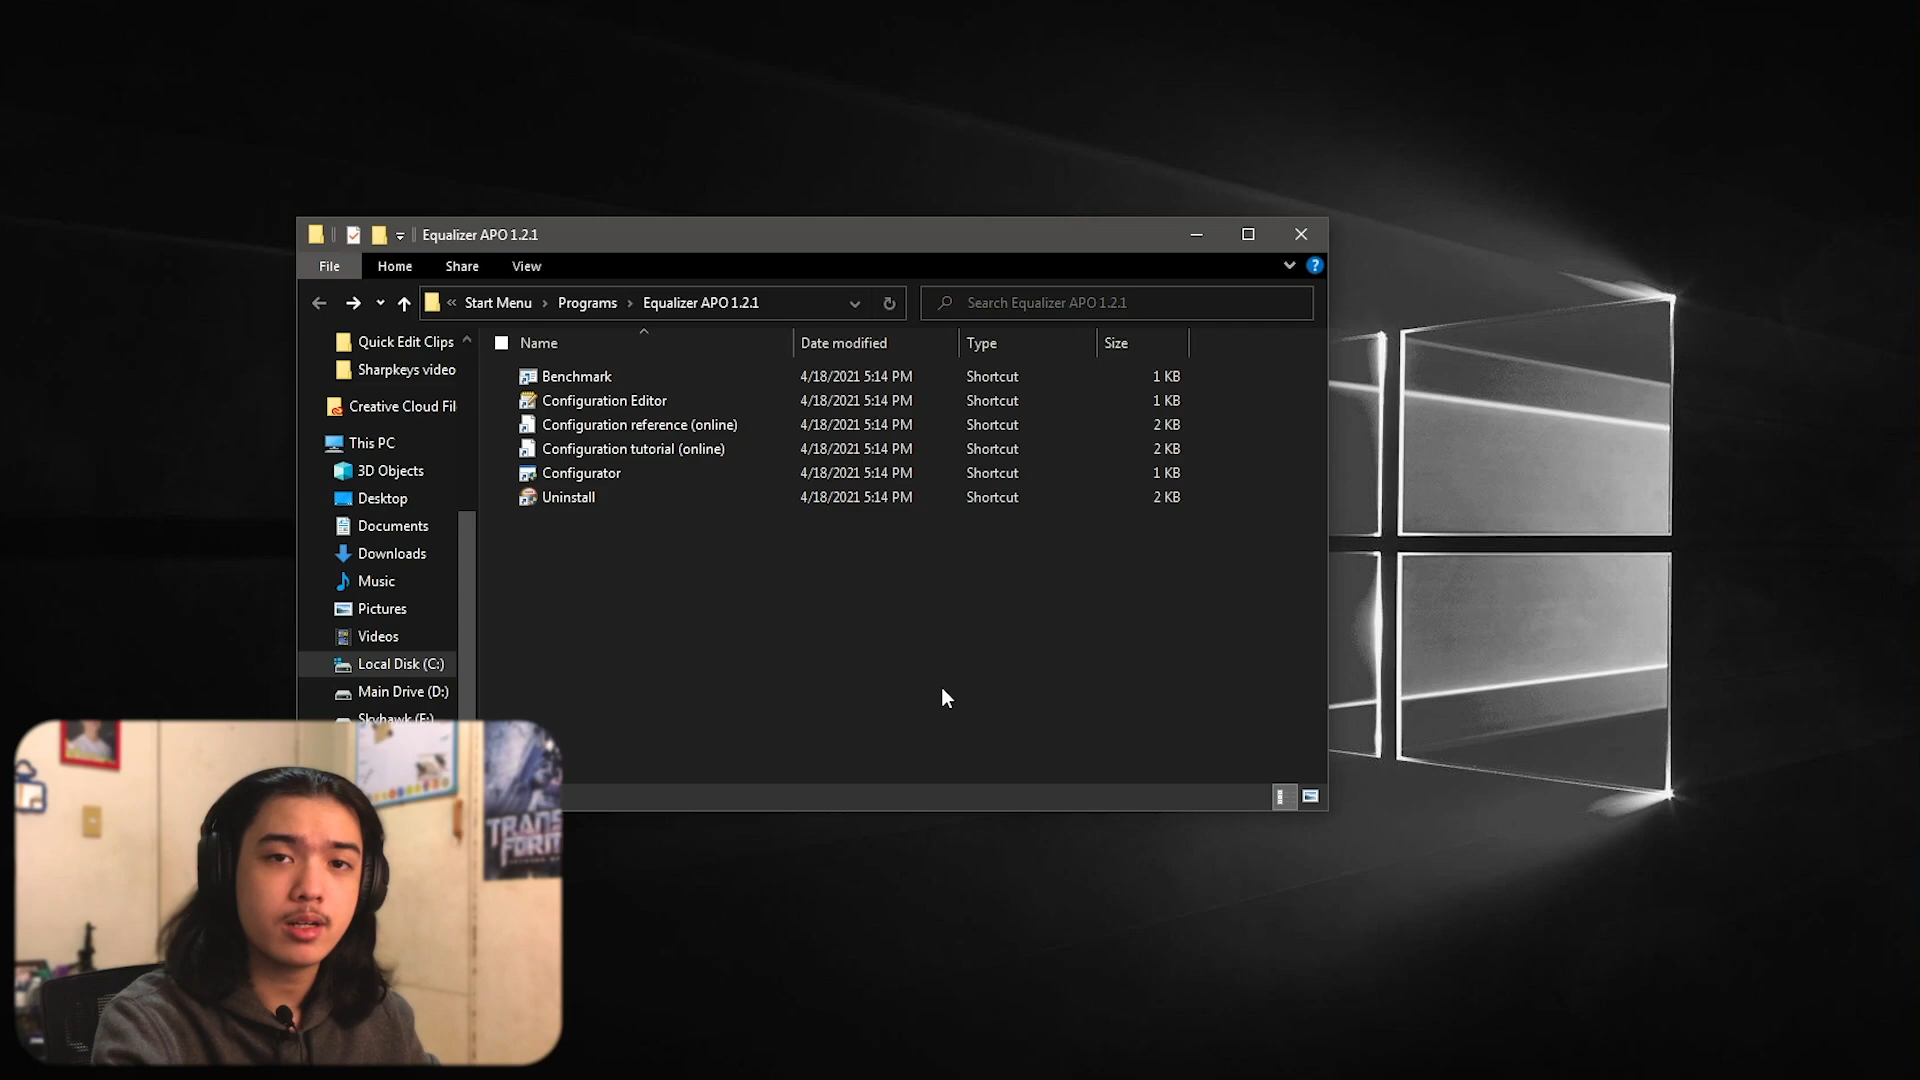 Equalizer APO 1.2.1
File Home Share View
« Start Menu › Programs › Equalizer APO 1.2.1
Search Equalizer APO 1.2.1
Quick Edit Clips
Sharpkeys video
Creative Cloud Fil
This PC
3D Objects
Desktop
Documents
Downloads
Music
Pictures
Videos
Local Disk (C:)
Main Drive (D:)
Skyhawk (E:)
Name Date modified Type Size
Benchmark 4/18/2021 5:14 PM Shortcut 1 KB
Configuration Editor 4/18/2021 5:14 PM Shortcut 1 KB
Configuration reference (online) 4/18/2021 5:14 PM Shortcut 2 KB
Configuration tutorial (online) 4/18/2021 5:14 PM Shortcut 2 KB
Configurator 4/18/2021 5:14 PM Shortcut 1 KB
Uninstall 4/18/2021 5:14 PM Shortcut 2 KB
TRANS
FORM